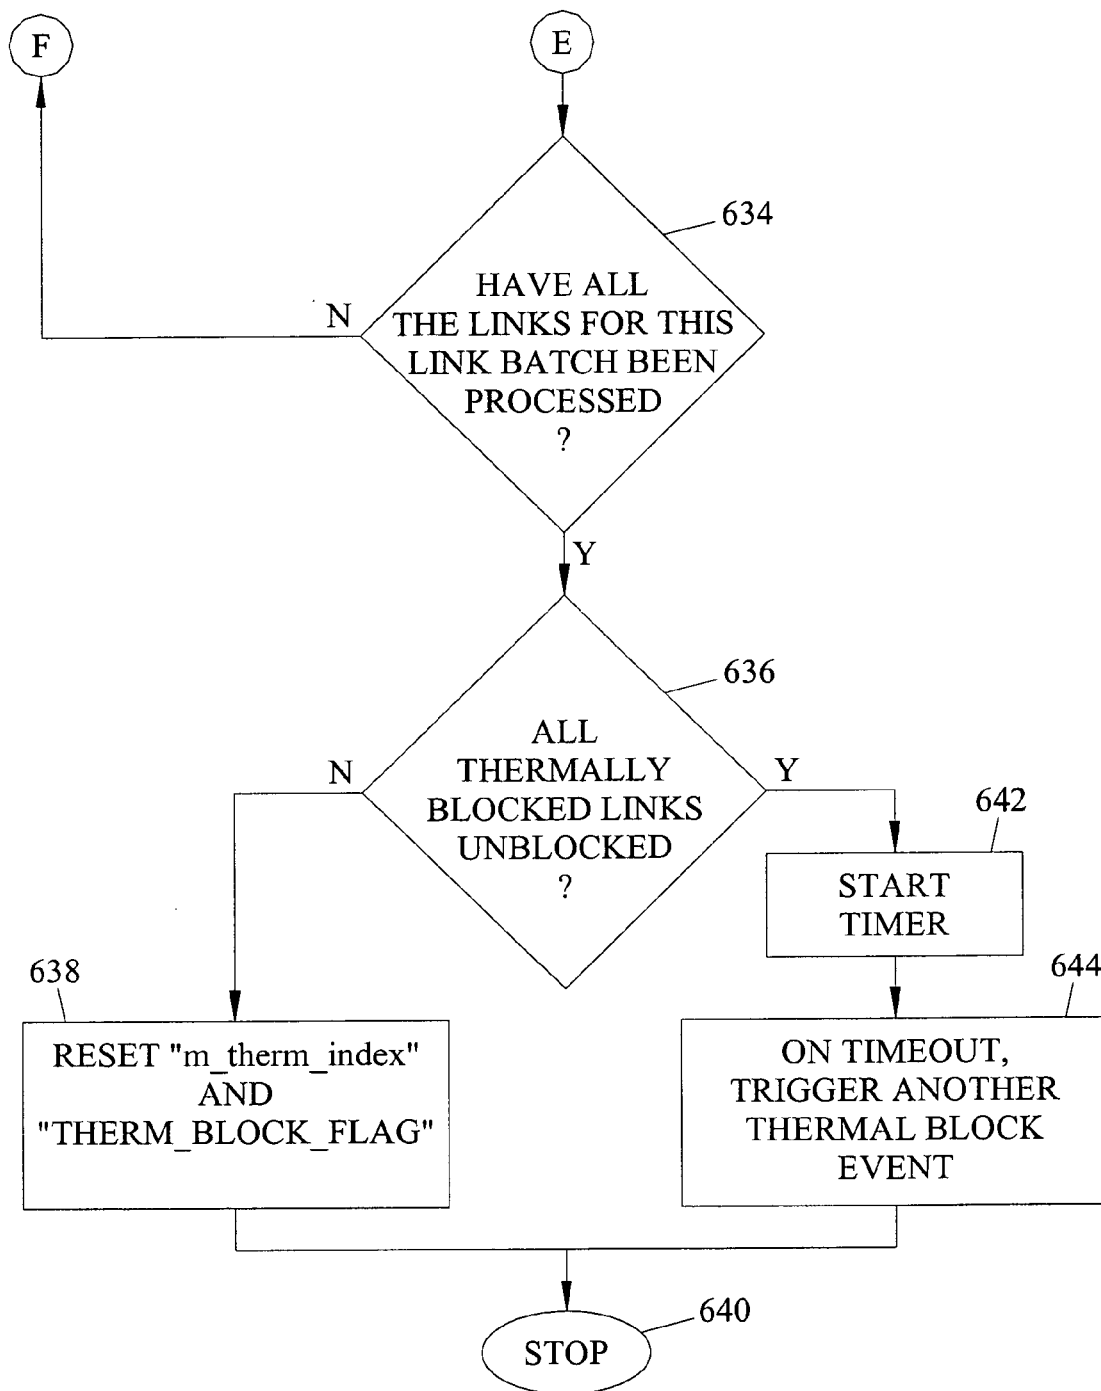 F
E
634
HAVE ALL
THE LINKS FOR THIS
LINK BATCH BEEN
PROCESSED
?
N
Y
636
ALL
THERMALLY
BLOCKED LINKS
UNBLOCKED
?
N
Y
642
START
TIMER
638
RESET "m_therm_index"
AND
"THERM_BLOCK_FLAG"
644
ON TIMEOUT,
TRIGGER ANOTHER
THERMAL BLOCK
EVENT
640
STOP